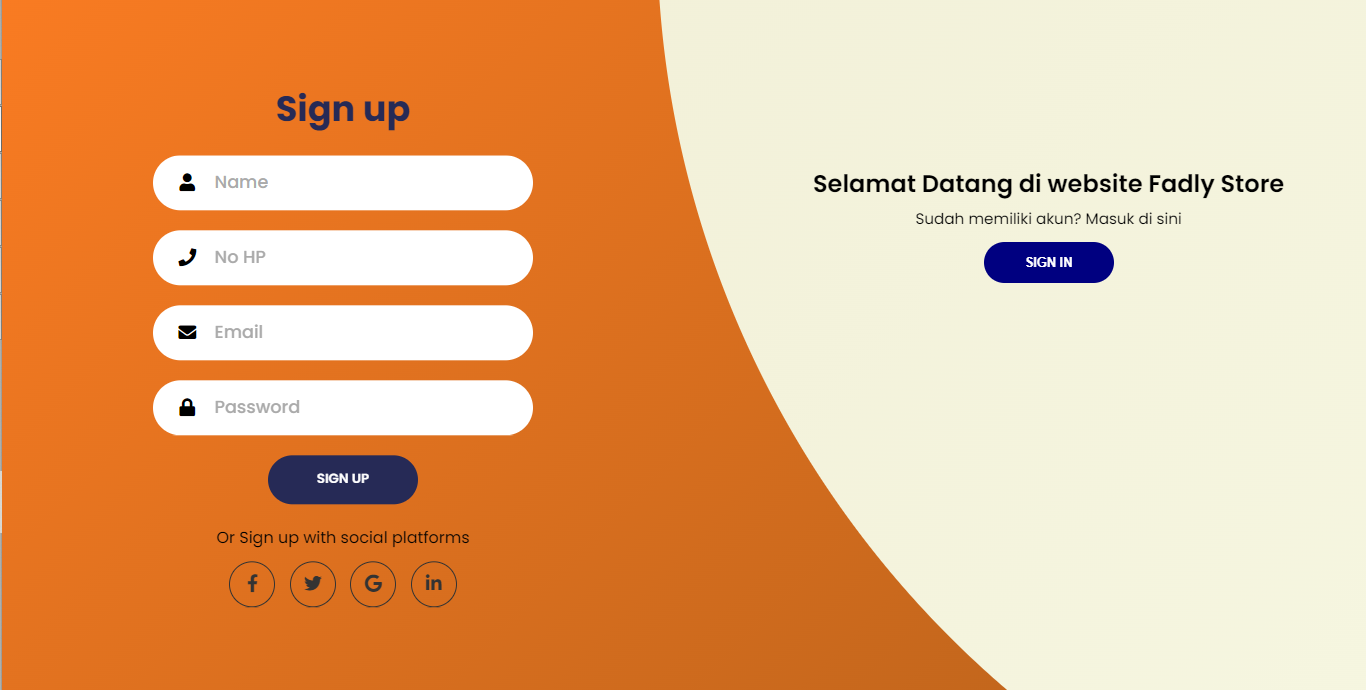 Sign up
Name
No HP
Email
Password
SIGN UP
Or Sign up with social platforms
Selamat Datang di website Fadly Store
Sudah memiliki akun? Masuk di sini
SIGN IN